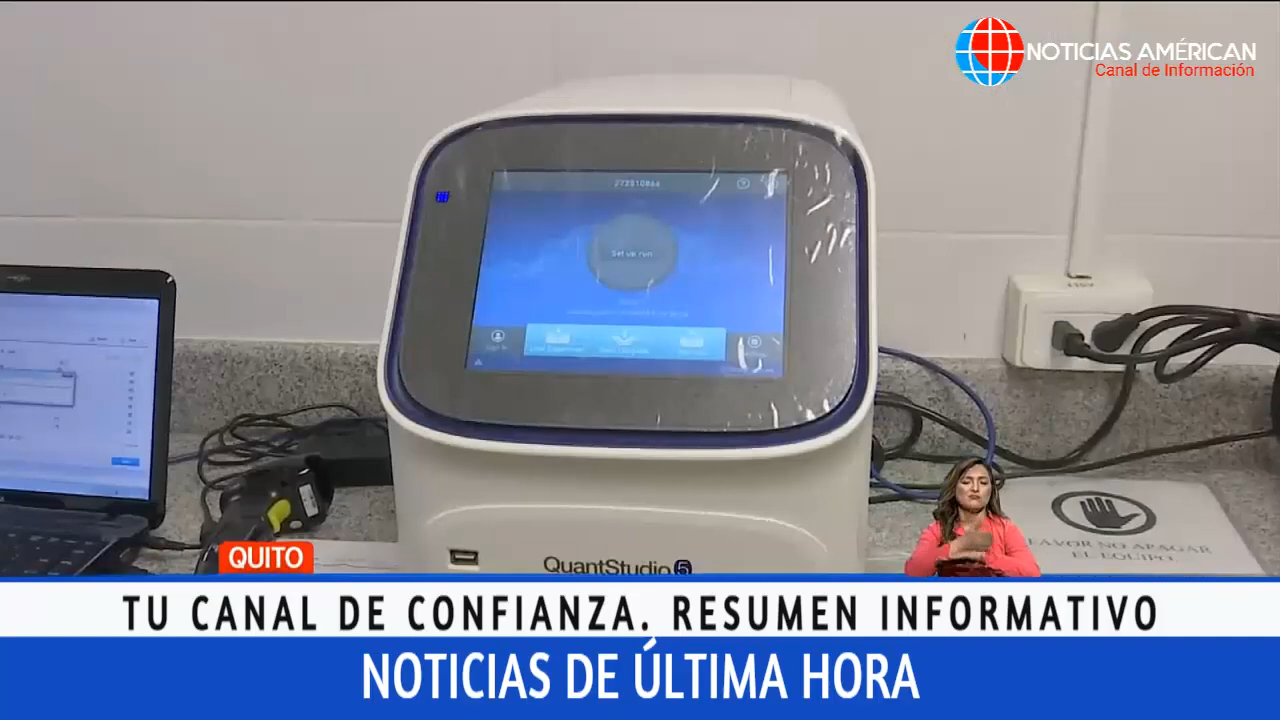 NOTICIAS AMÉRICAN
Canal de Información
272510866
Set up run
QuantStudio 5
FAVOR NO APAGAR
EL EQUIPO
QUITO
TU CANAL DE CONFIANZA. RESUMEN INFORMATIVO
NOTICIAS DE ÚLTIMA HORA